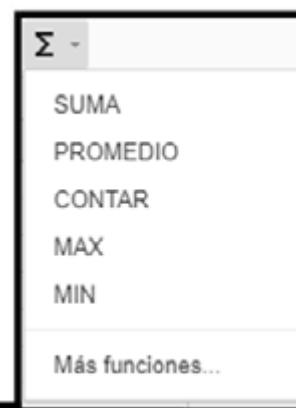 Σ
SUMA
PROMEDIO
CONTAR
MAX
MIN
Más funciones...